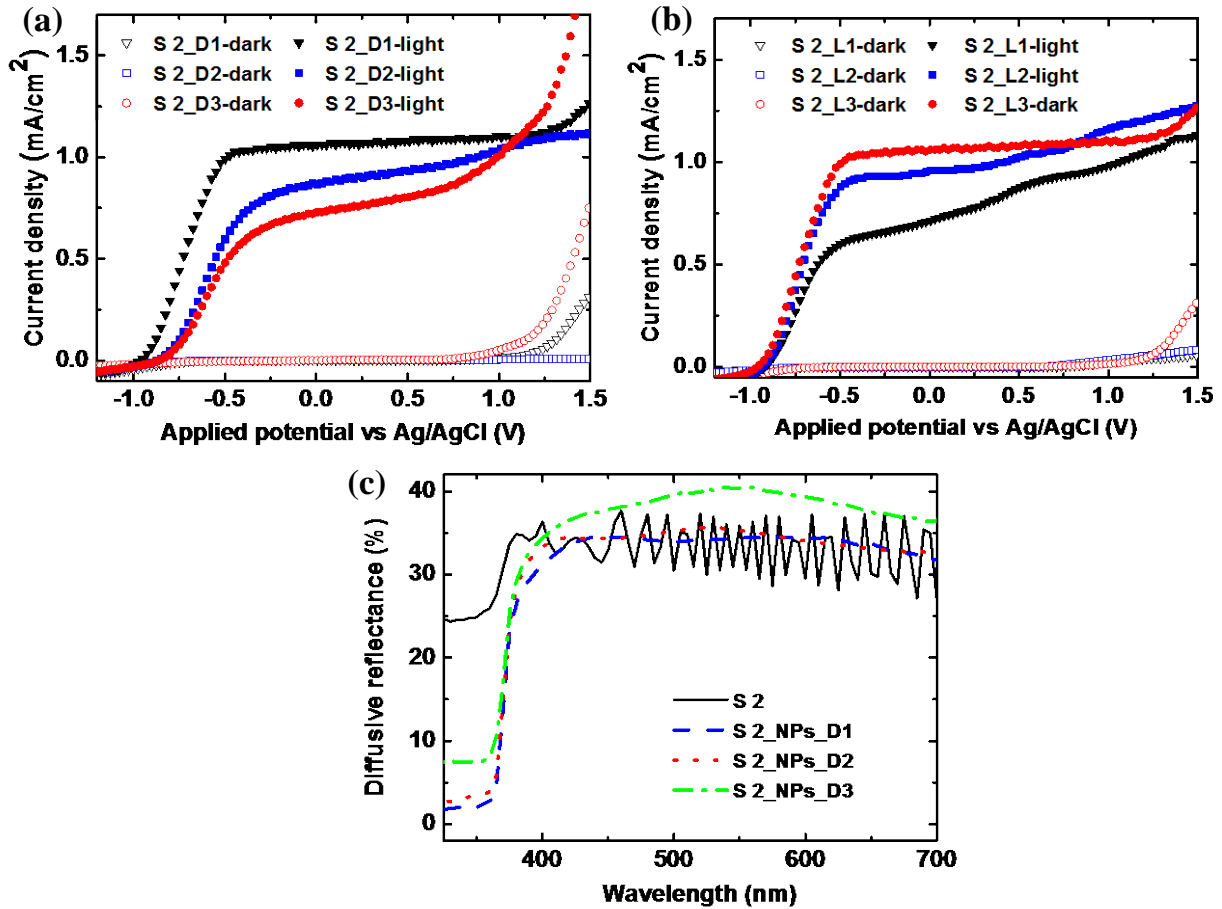 (a)
S 2_D1-dark S 2_D1-light
S 2_D2-dark S 2_D2-light
S 2_D3-dark S 2_D3-light
Current density (mA/cm2)
1.5
1.0
0.5
0.0
-1.0 -0.5 0.0 0.5 1.0 1.5
Applied potential vs Ag/AgCl (V)
(b)
S 2_L1-dark S 2_L1-light
S 2_L2-dark S 2_L2-light
S 2_L3-dark S 2_L3-dark
Current density (mA/cm2)
1.5
1.0
0.5
0.0
-1.0 -0.5 0.0 0.5 1.0 1.5
Applied potential vs Ag/AgCl (V)
(c)
Diffusive reflectance (%)
40
30
20
10
0
S 2
S 2_NPs_D1
S 2_NPs_D2
S 2_NPs_D3
400 500 600 700
Wavelength (nm)